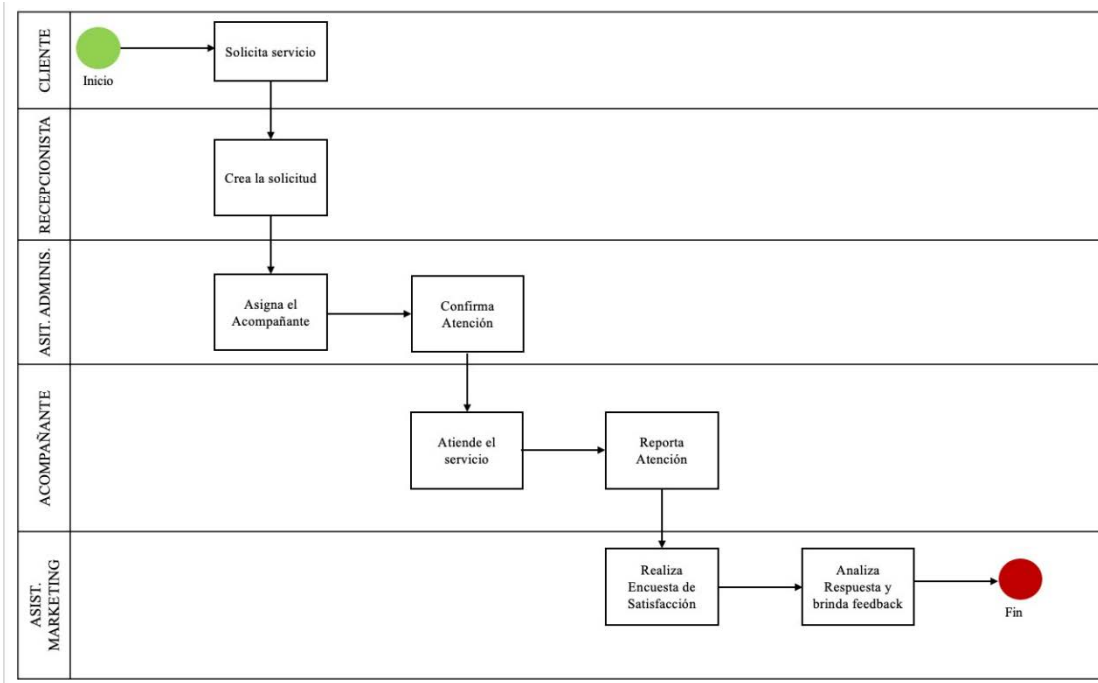 CLIENTE
Inicio
Solicita servicio
RECEPCIONISTA
Crea la solicitud
ASIT. ADMINIS.
Asigna el
Acompañante
Confirma
Atención
ACOMPAÑANTE
Atiende el
servicio
Reporta
Atención
ASIST.
MARKETING
Realiza
Encuesta de
Satisfacción
Analiza
Respuesta y
brinda feedback
Fin